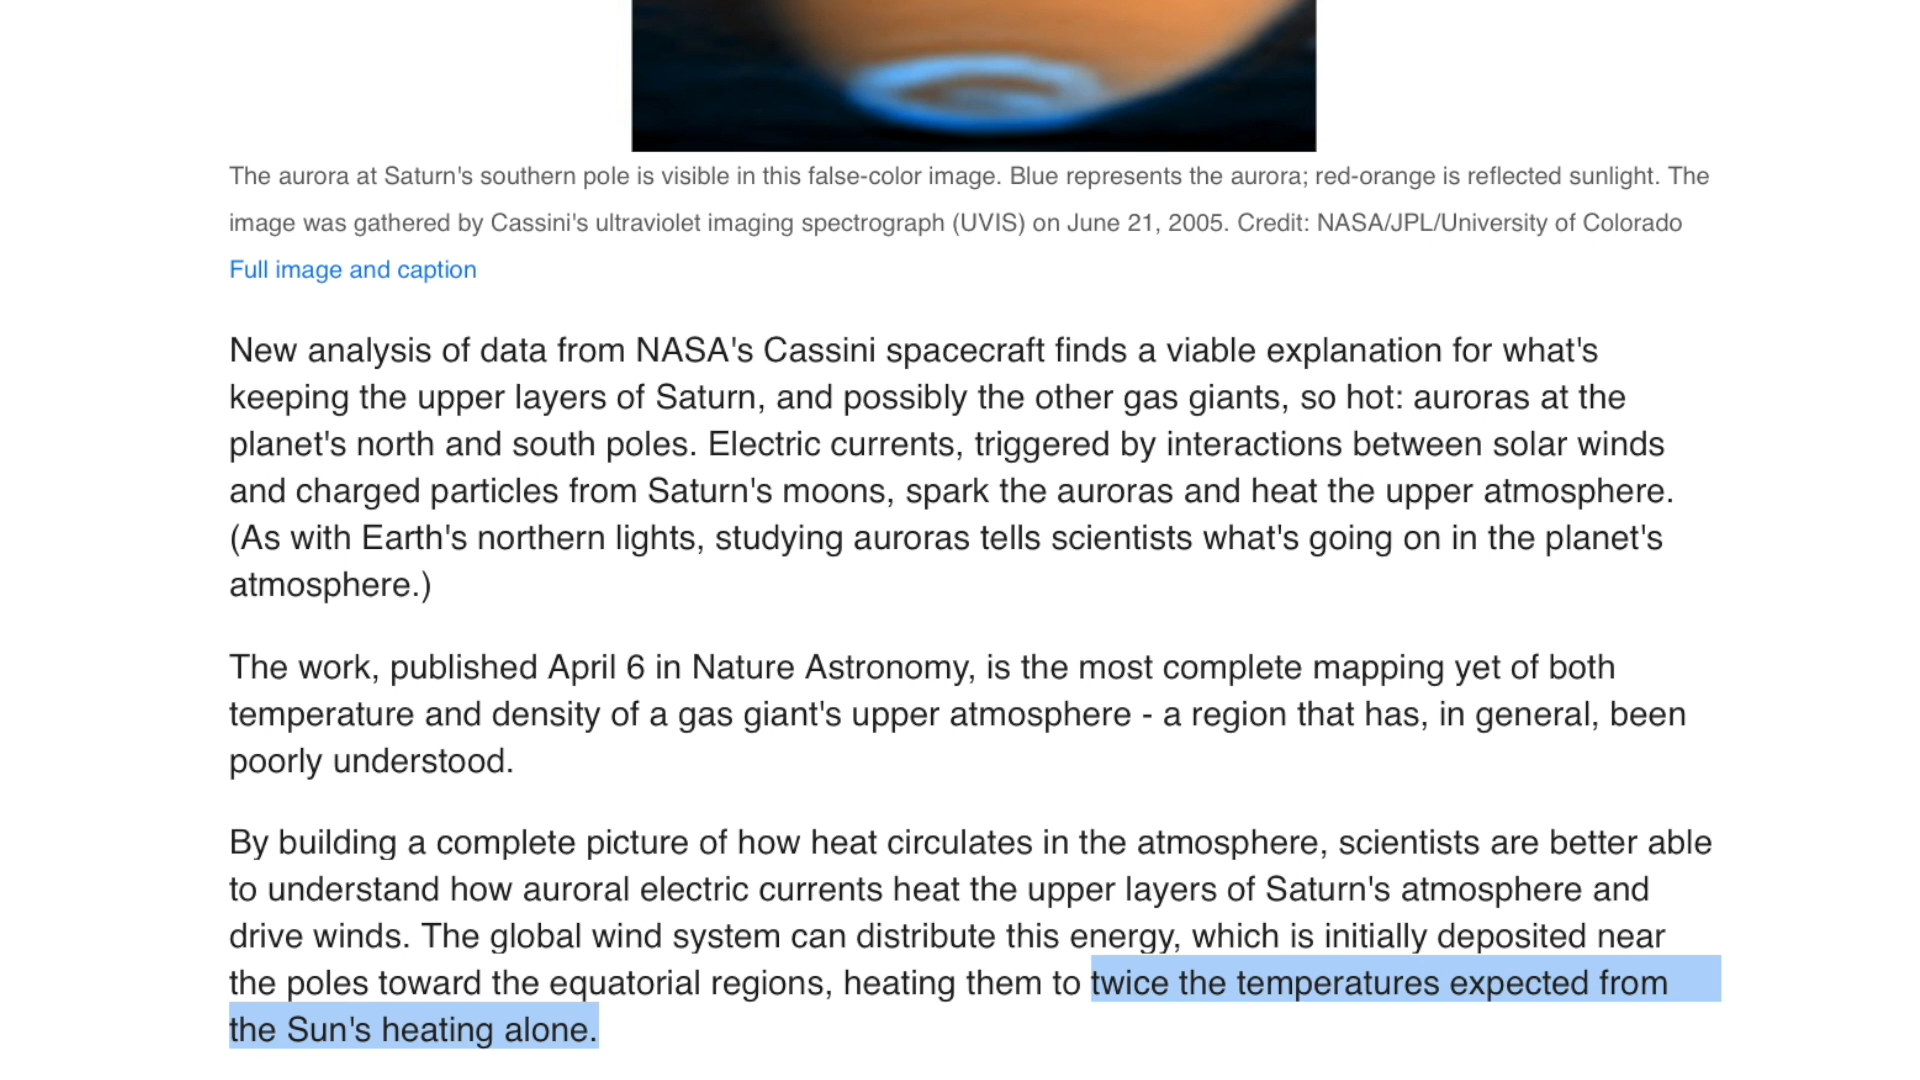 The aurora at Saturn's southern pole is visible in this false-color image. Blue represents the aurora; red-orange is reflected sunlight. The
image was gathered by Cassini's ultraviolet imaging spectrograph (UVIS) on June 21, 2005. Credit: NASA/JPL/University of Colorado
Full image and caption
New analysis of data from NASA's Cassini spacecraft finds a viable explanation for what's
keeping the upper layers of Saturn, and possibly the other gas giants, so hot: auroras at the
planet's north and south poles. Electric currents, triggered by interactions between solar winds
and charged particles from Saturn's moons, spark the auroras and heat the upper atmosphere.
(As with Earth's northern lights, studying auroras tells scientists what's going on in the planet's
atmosphere.)
The work, published April 6 in Nature Astronomy, is the most complete mapping yet of both
temperature and density of a gas giant's upper atmosphere - a region that has, in general, been
poorly understood.
By building a complete picture of how heat circulates in the atmosphere, scientists are better able
to understand how auroral electric currents heat the upper layers of Saturn's atmosphere and
drive winds. The global wind system can distribute this energy, which is initially deposited near
the poles toward the equatorial regions, heating them to twice the temperatures expected from
the Sun's heating alone.